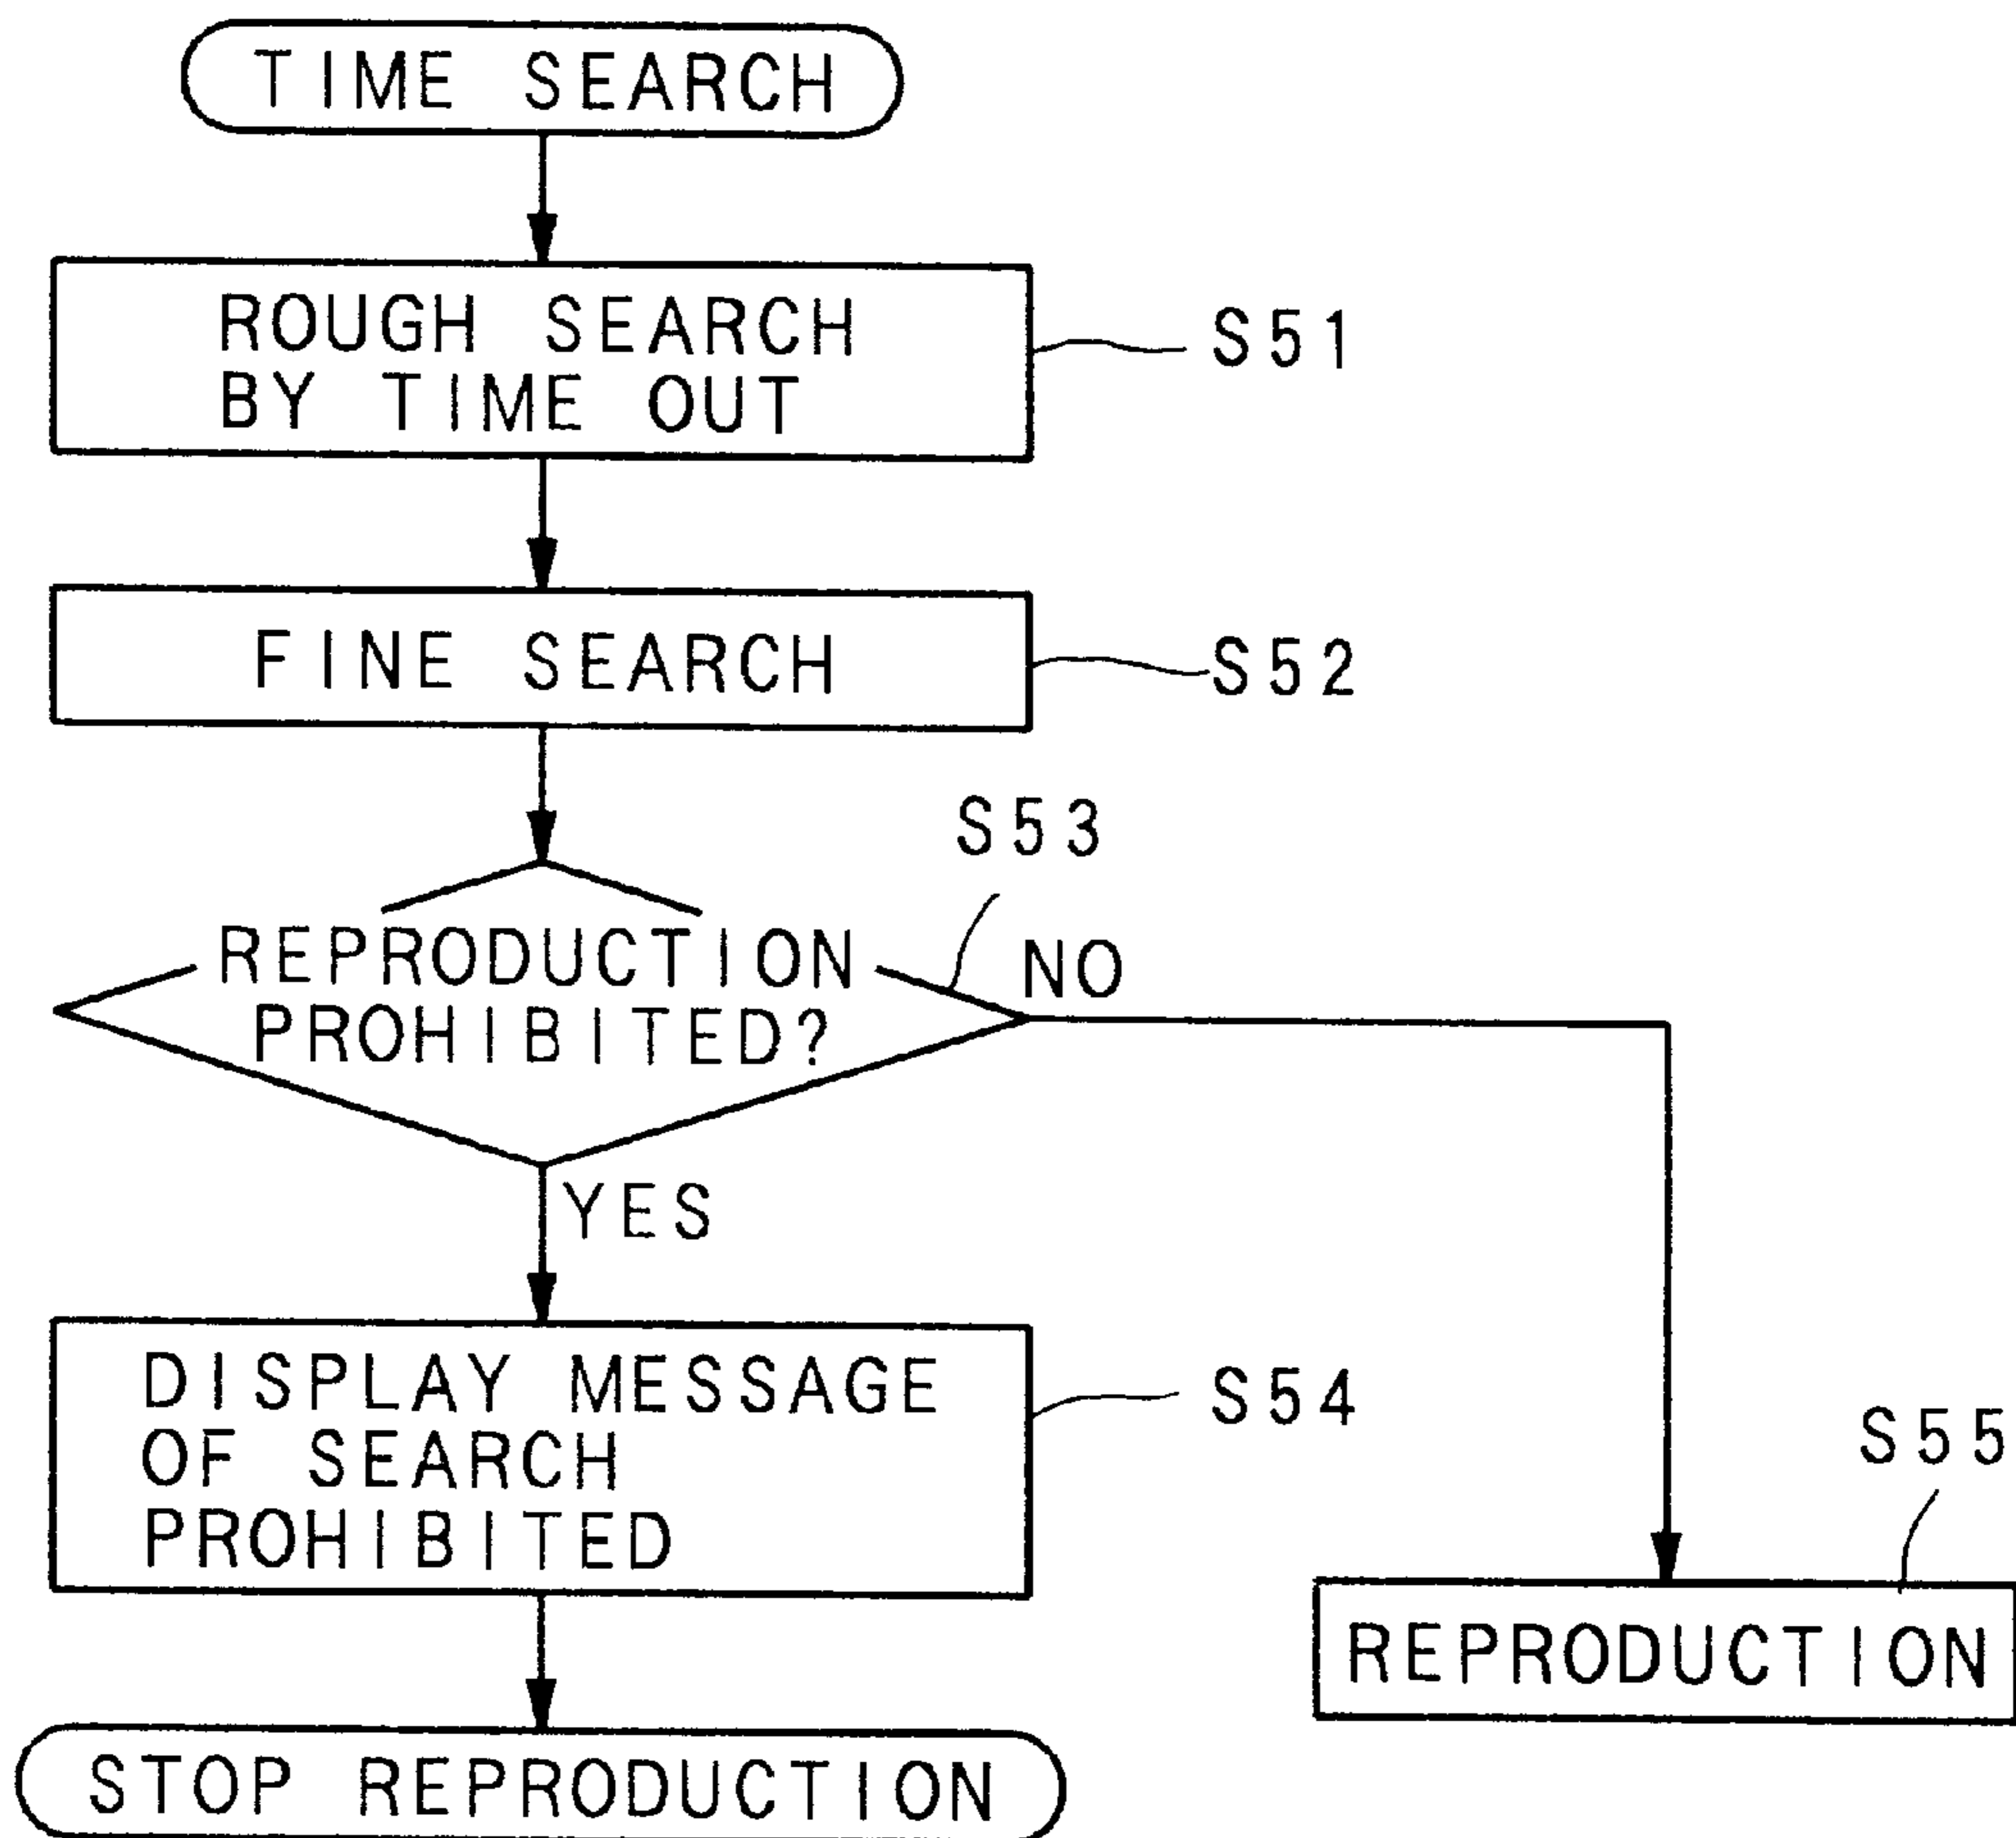 TIME SEARCH
ROUGH SEARCH
BY TIME OUT
S51
FINE SEARCH
S52
S53
REPRODUCTION
PROHIBITED?
NO
YES
DISPLAY MESSAGE
OF SEARCH
PROHIBITED
S54
S55
REPRODUCTION
STOP REPRODUCTION